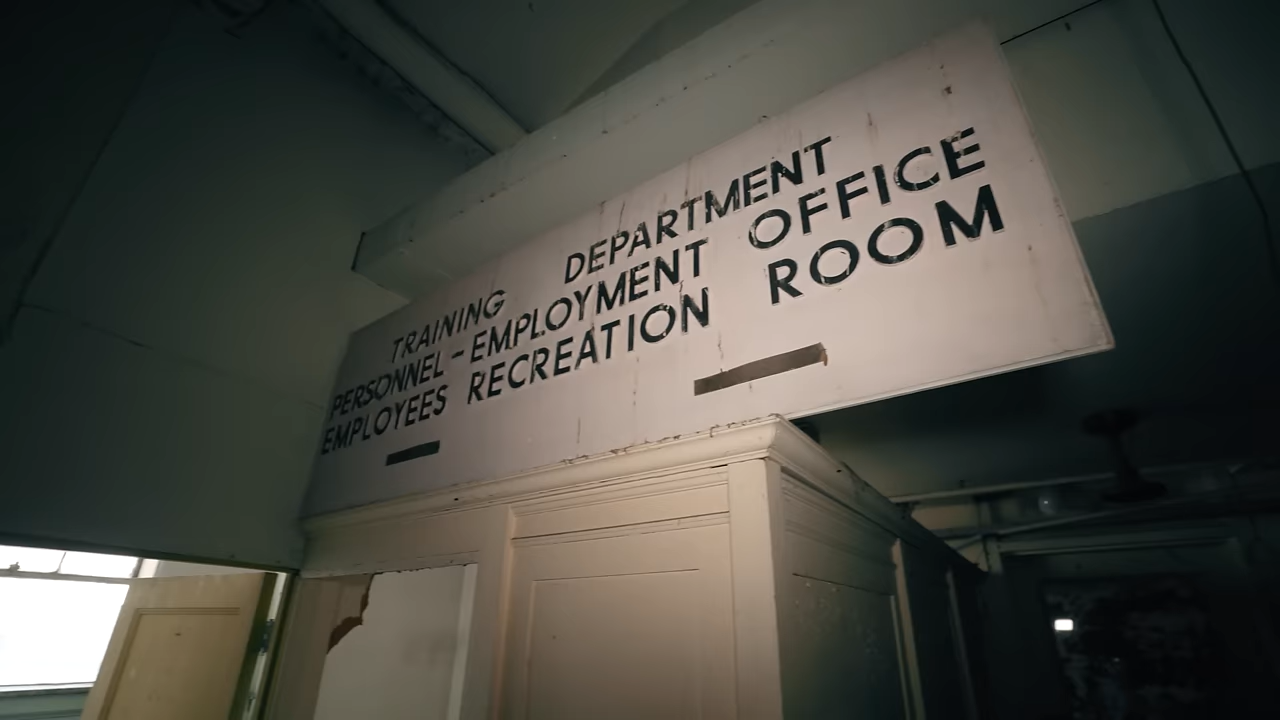 TRAINING DEPARTMENT
PERSONNEL-EMPLOYMENT OFFICE
EMPLOYEES RECREATION ROOM